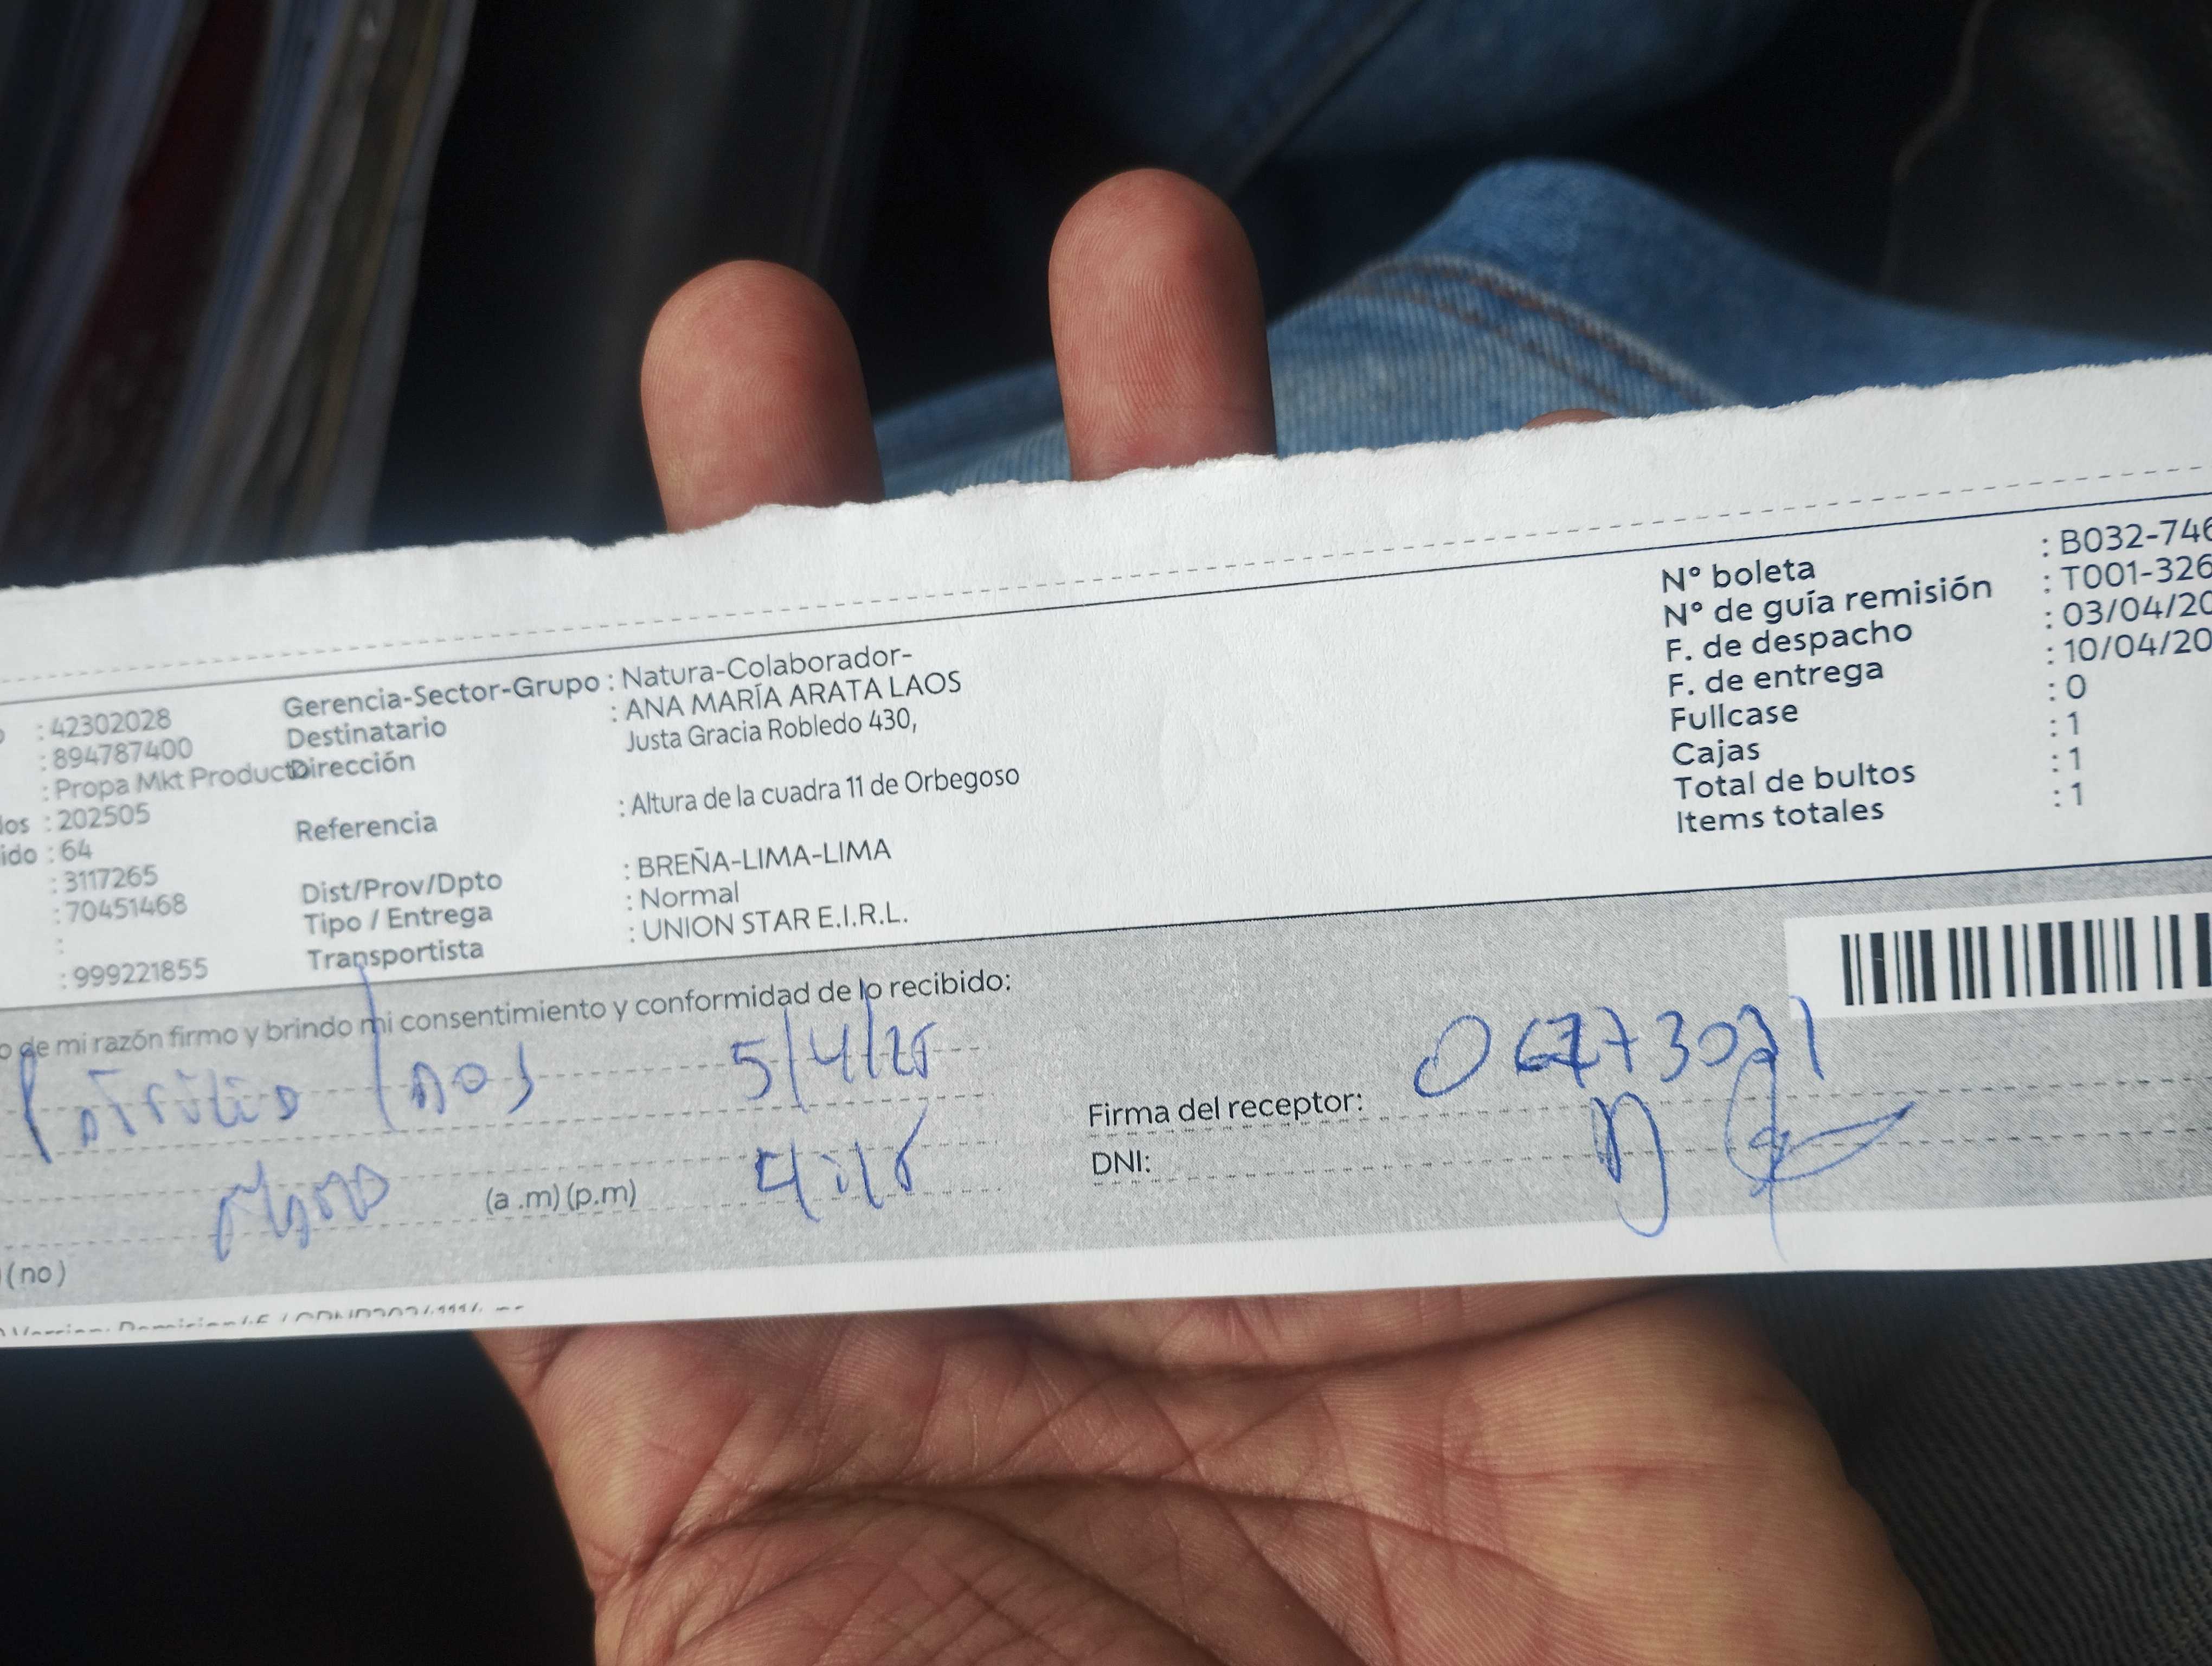 : 42302028
: 894787400
: Propa Mkt Producto
os : 202505
ido : 64
: 3117265
: 70451468
:
: 999221855
Gerencia-Sector-Grupo : Natura-Colaborador-
Destinatario : ANA MARÍA ARATA LAOS
Dirección Justa Gracia Robledo 430,
Referencia : Altura de la cuadra 11 de Orbegoso
Dist/Prov/Dpto : BREÑA-LIMA-LIMA
Tipo / Entrega : Normal
Transportista : UNION STAR E.I.R.L.
N° boleta : B032-746
N° de guía remisión : T001-326
F. de despacho : 03/04/20
F. de entrega : 10/04/20
Fullcase : 0
Cajas : 1
Total de bultos : 1
Items totales : 1
o de mi razón firmo y brindo mi consentimiento y conformidad de lo recibido:
5/4/25
(a .m) (p.m)
Firma del receptor:
DNI:
(no)